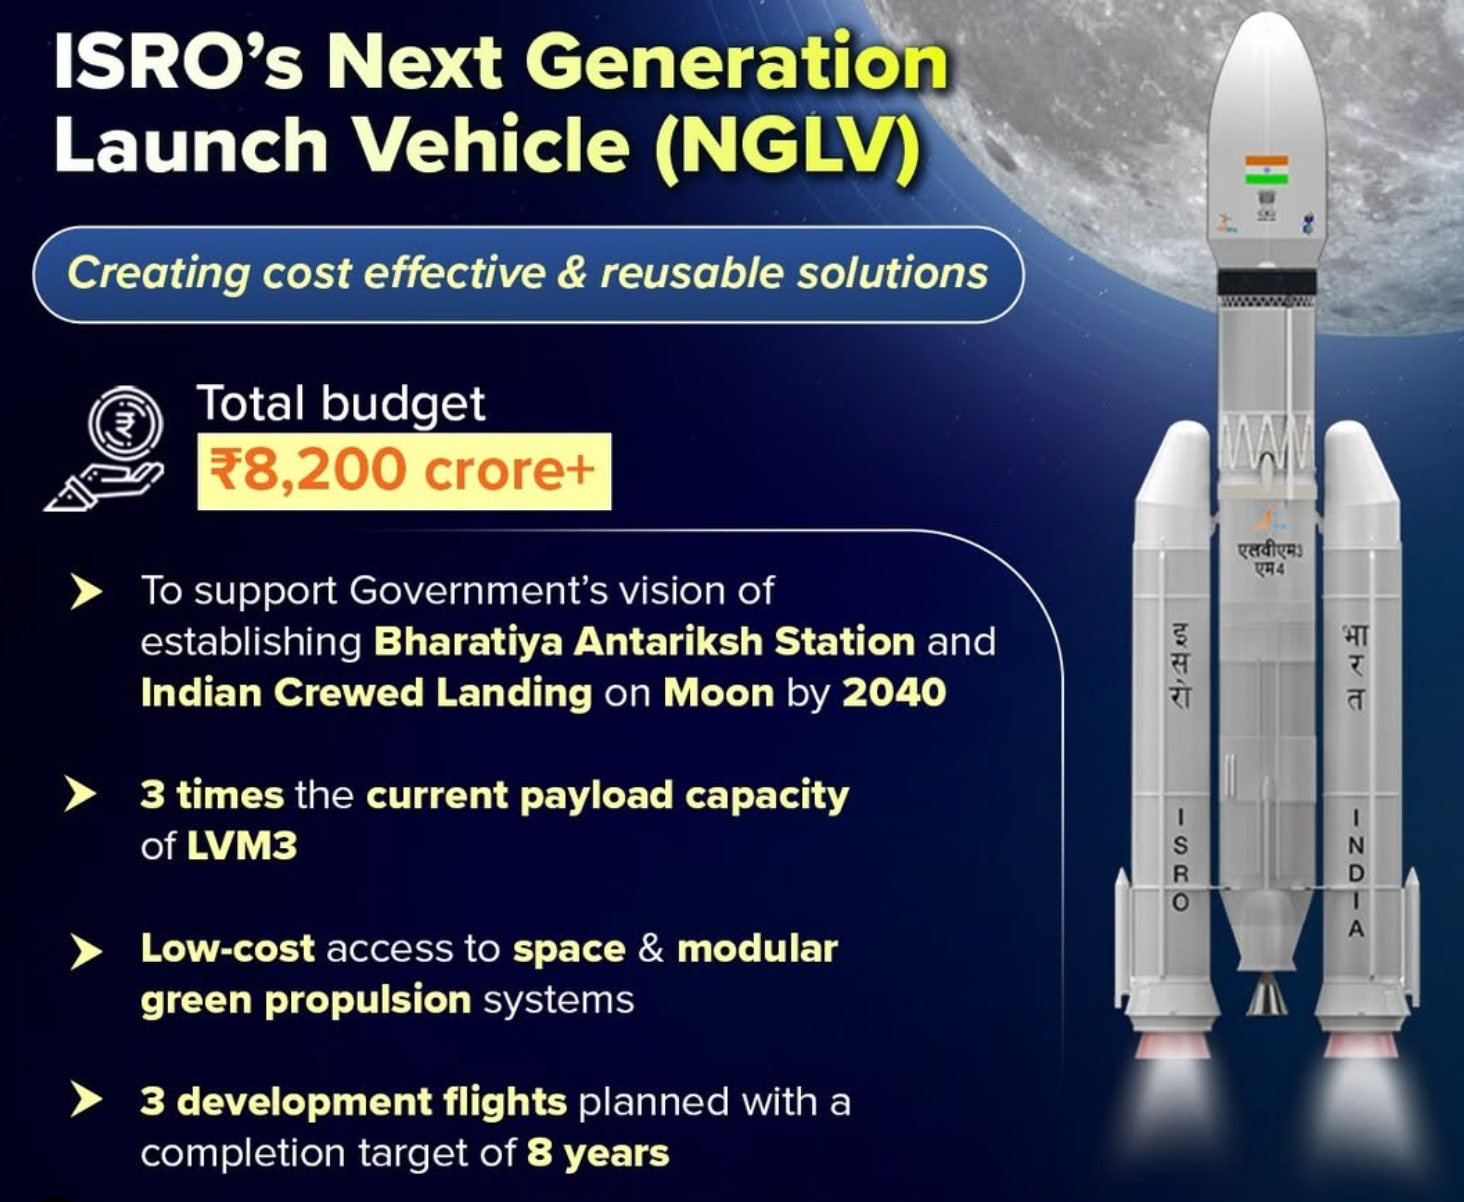 ISRO's Next Generation
Launch Vehicle (NGLV)
Creating cost effective & reusable solutions
₹
Total budget
₹8,200 crore+
To support Government's vision of
establishing Bharatiya Antariksh Station and
Indian Crewed Landing on Moon by 2040
3 times the current payload capacity
of LVM3
Low-cost access to space & modular
green propulsion systems
3 development flights planned with a
completion target of 8 years
एलवीएम3
एम4
इसरो
भारत
ISRO
INDIA